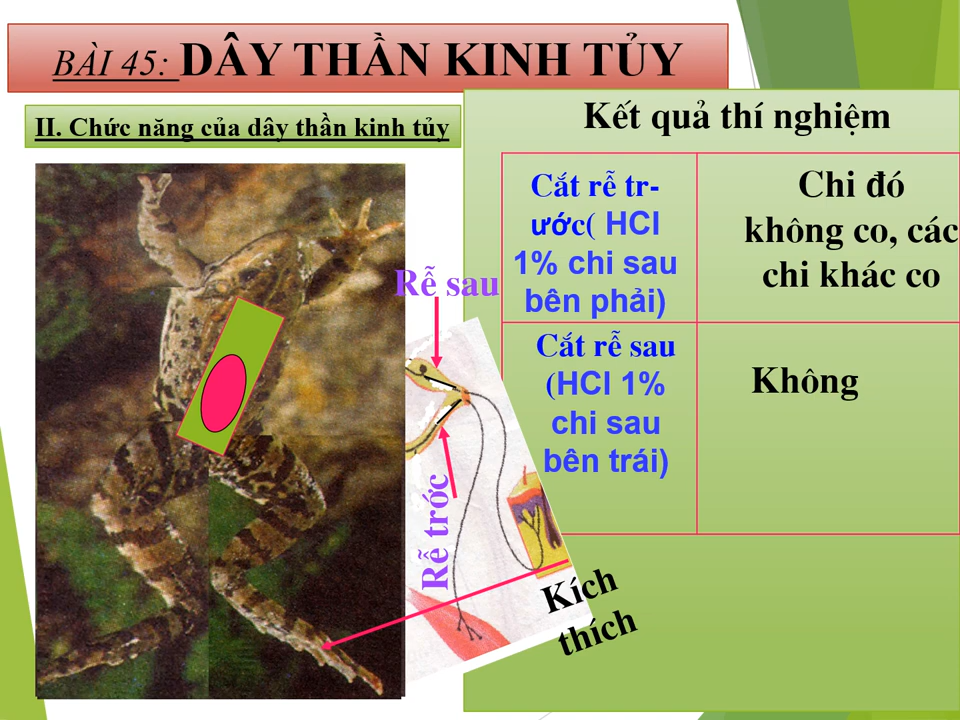 BÀI 45: DÂY THẦN KINH TỦY
II. Chức năng của dây thần kinh tủy
Kết quả thí nghiệm
Cắt rễ tr-
ước( HCl
1% chi sau
bên phải)
Chi đó
không co, các
chi khác co
Cắt rễ sau
(HCl 1%
chi sau
bên trái)
Không
Rễ sau
Rễ trớc
Kích
thích